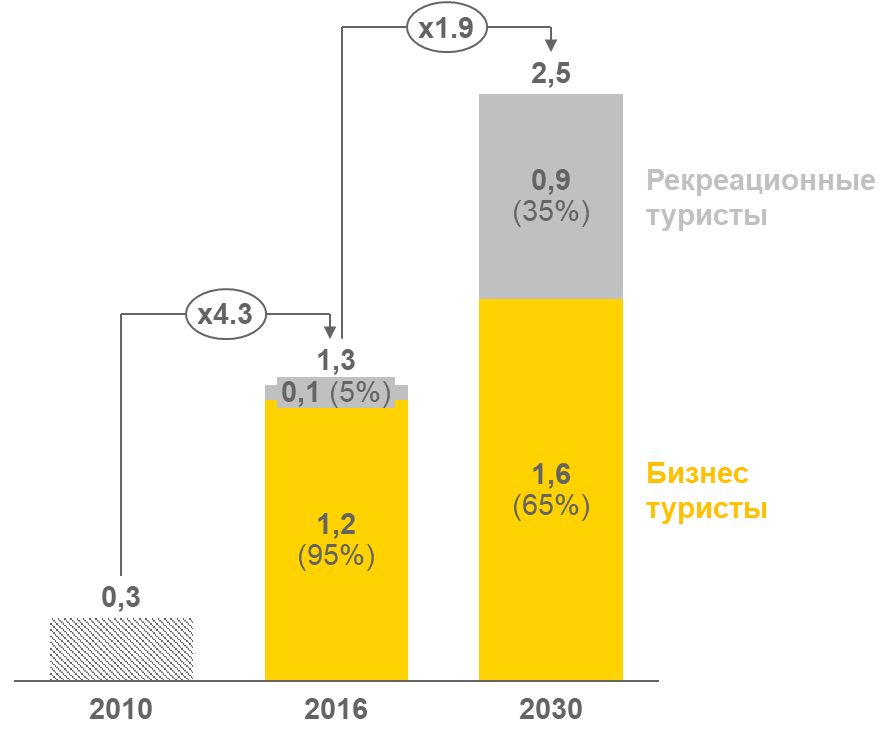 x1.9
2,5
0,9
(35%)
Рекреационные
туристы
x4.3
1,3
0,1 (5%)
1,6
(65%)
Бизнес
туристы
1,2
(95%)
0,3
2010
2016
2030